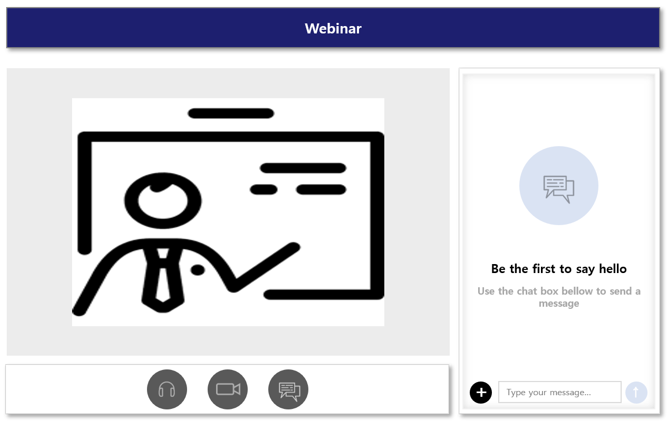 Webinar
Be the first to say hello
Use the chat box bellow to send a
message
Type your message...